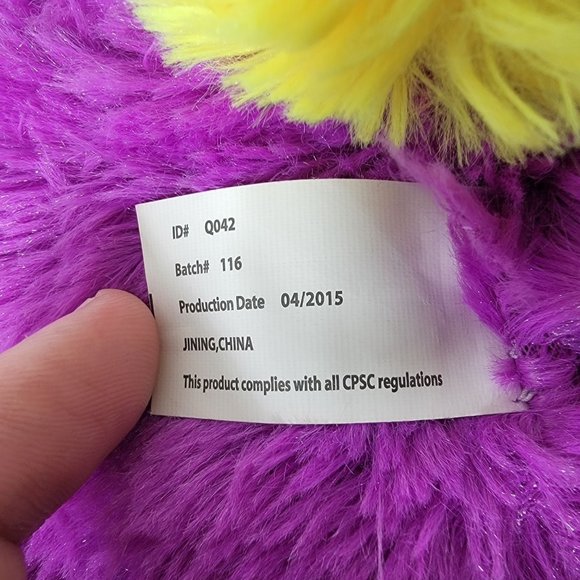 ID# Q042
Batch# 116
Production Date 04/2015
JINING,CHINA
This product complies with all CPSC regulations